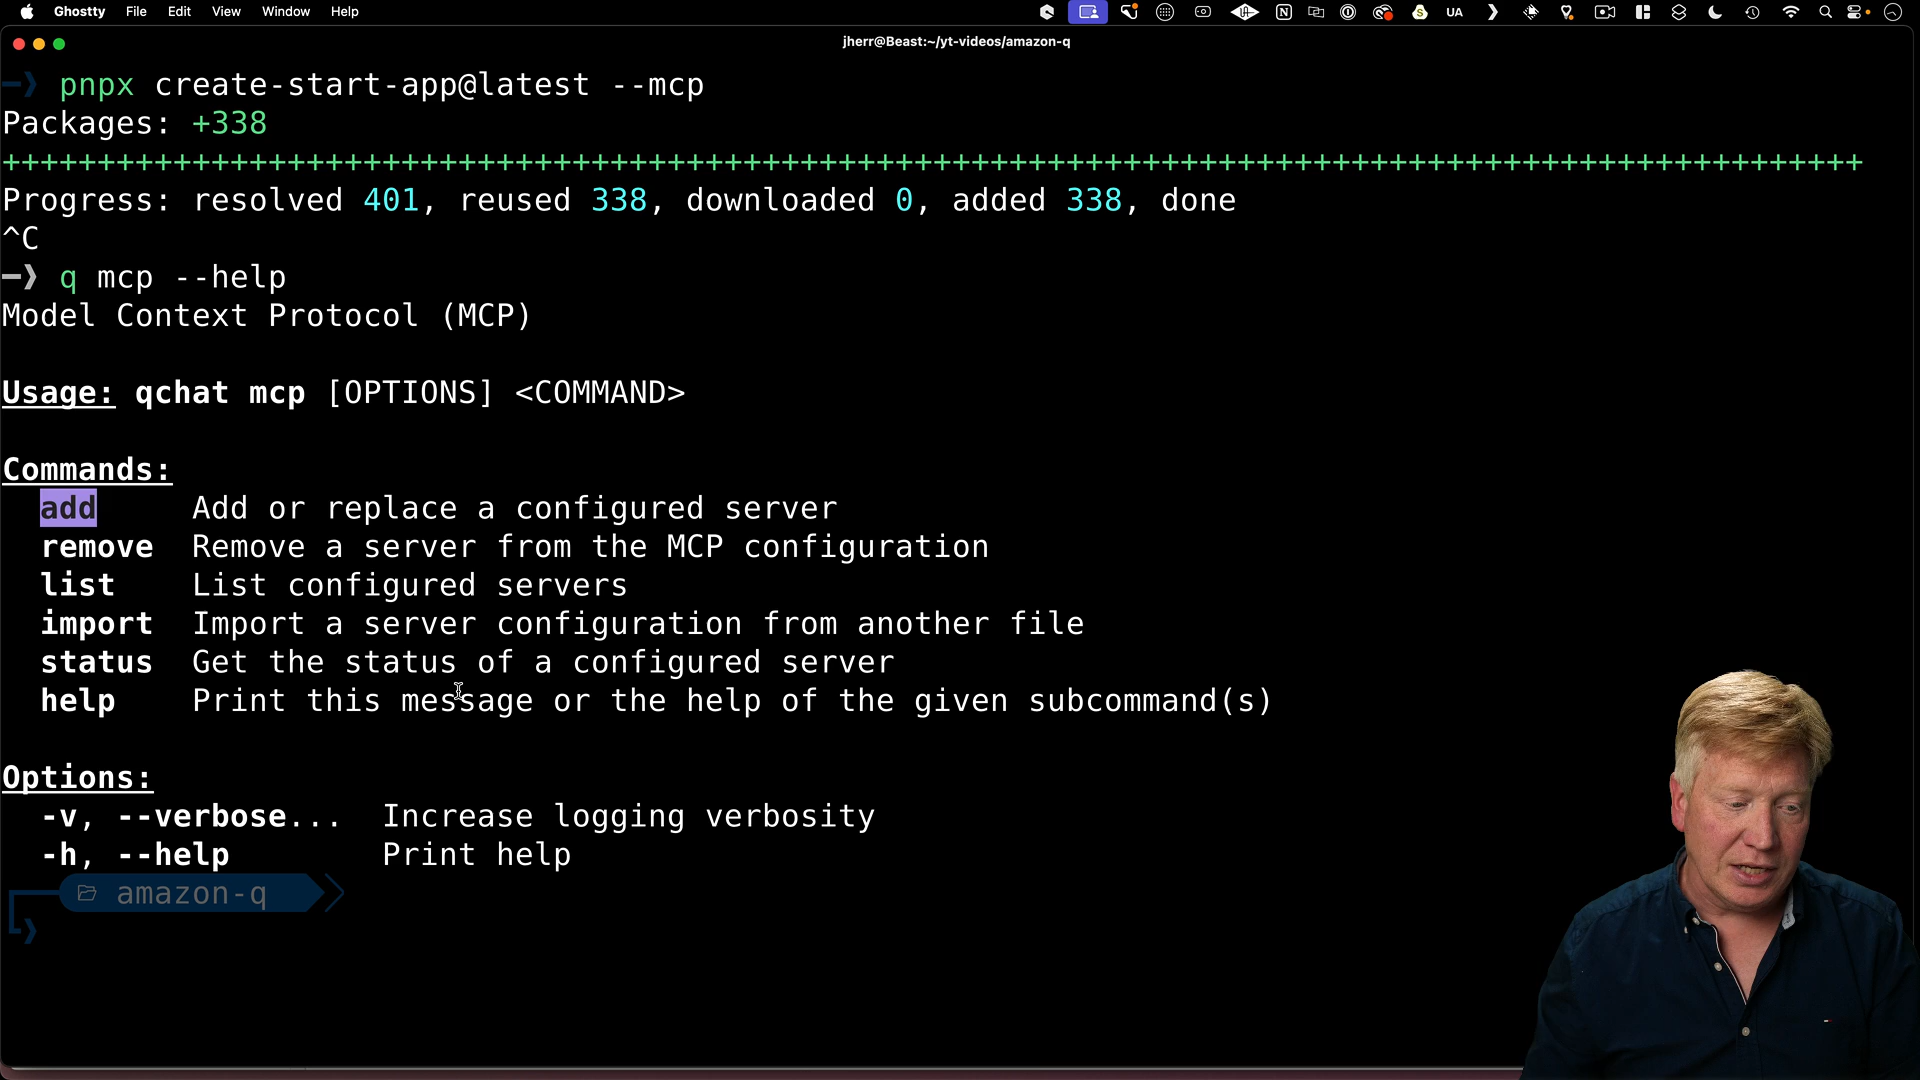 Ghostty File Edit View Window Help UA
jherr@Beast:~/yt-videos/amazon-q
pnpx create-start-app@latest --mcp
Packages: +338
++++++++++++++++++++++++++++++++++++++++++++++++++++++++++++++++++++++++++++++++++++++++++++++++++
Progress: resolved 401, reused 338, downloaded 0, added 338, done
^C
q mcp --help
Model Context Protocol (MCP)
Usage: qchat mcp [OPTIONS] <COMMAND>
Commands:
add Add or replace a configured server
remove Remove a server from the MCP configuration
list List configured servers
import Import a server configuration from another file
status Get the status of a configured server
help Print this message or the help of the given subcommand(s)
Options:
-v, --verbose... Increase logging verbosity
-h, --help Print help
amazon-q